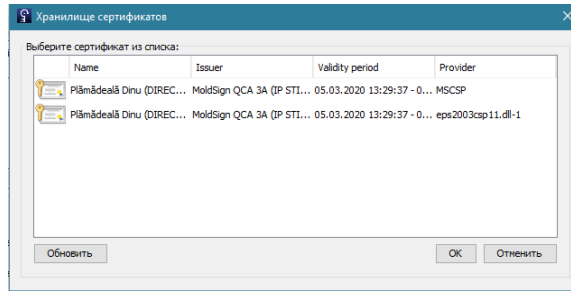 Хранилище сертификатов
Выберите сертификат из списка:
Name Issuer Validity period Provider
Plămădeală Dinu (DIREC... MoldSign QCA 3A (IP STI... 05.03.2020 13:29:37 - 0... MSCSP
Plămădeală Dinu (DIREC... MoldSign QCA 3A (IP STI... 05.03.2020 13:29:37 - 0... eps2003csp11.dll-1
Обновить OK Отменить